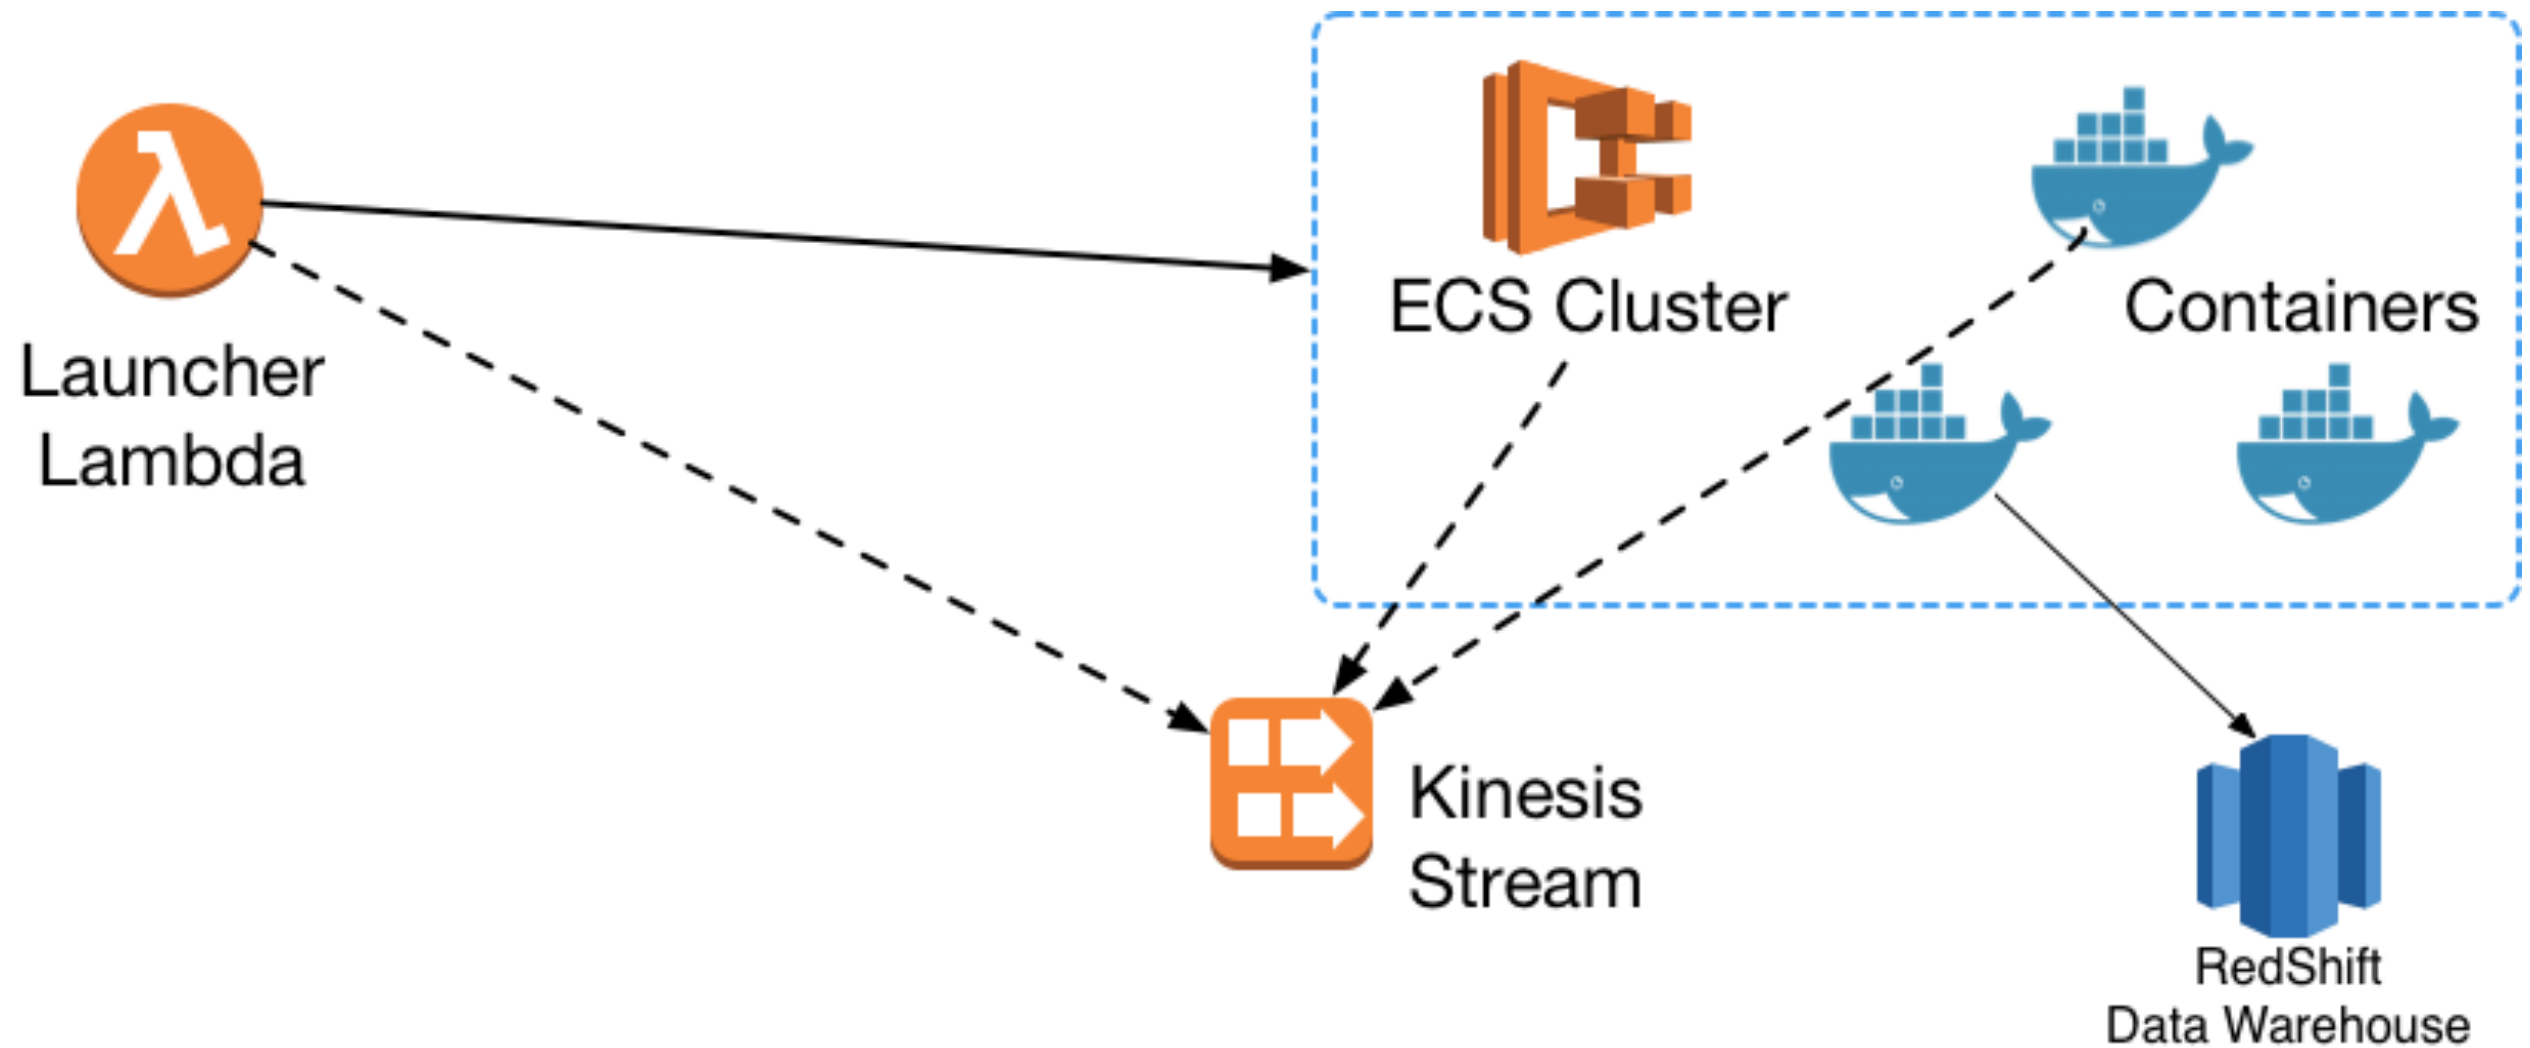 ECS Cluster
Containers
Launcher
Lambda
Kinesis
Stream
RedShift
Data Warehouse